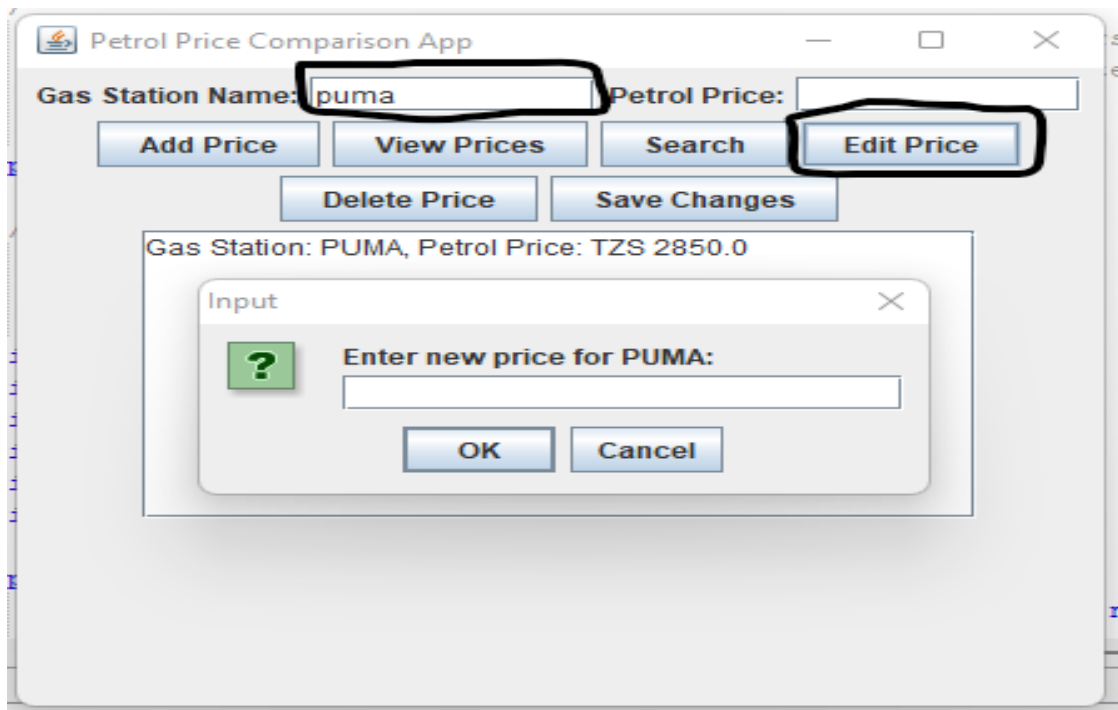 Petrol Price Comparison App
Gas Station Name: puma Petrol Price:
Add Price View Prices Search Edit Price
Delete Price Save Changes
Gas Station: PUMA, Petrol Price: TZS 2850.0
Input
?
Enter new price for PUMA:
OK Cancel